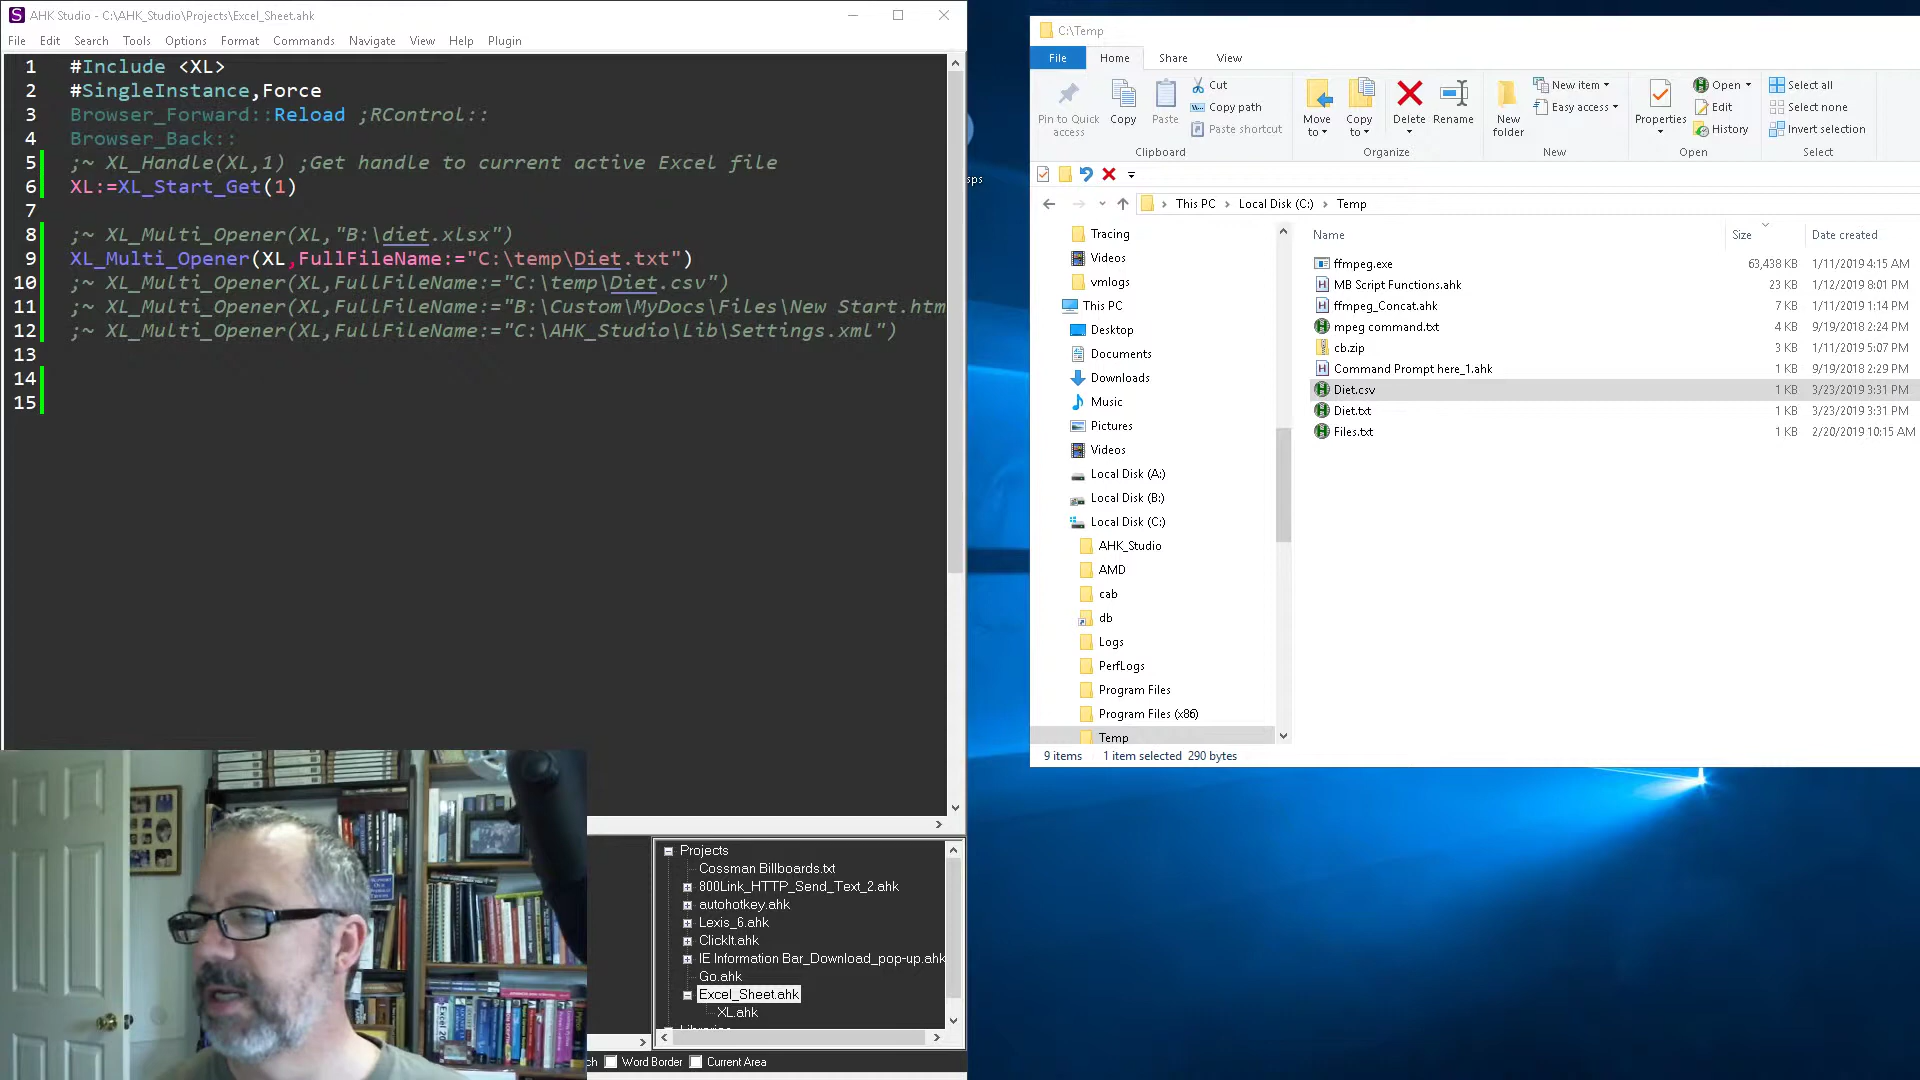 AHK Studio - C:\AHK_Studio\Projects\Excel_Sheet.ahk
File Edit Search Tools Options Format Commands Navigate View Help Plugin
1 #Include <XL>
2 #SingleInstance,Force
3 Browser_Forward::Reload ;RControl::
4 Browser_Back::
5 ;~ XL_Handle(XL,1) ;Get handle to current active Excel file
6 XL:=XL_Start_Get(1)
7
8 ;~ XL_Multi_Opener(XL,"B:\diet.xlsx")
9 XL_Multi_Opener(XL,FullFileName:="C:\temp\Diet.txt")
10 ;~ XL_Multi_Opener(XL,FullFileName:="C:\temp\Diet.csv")
11 ;~ XL_Multi_Opener(XL,FullFileName:="B:\Custom\MyDocs\Files\New Start.htm
12 ;~ XL_Multi_Opener(XL,FullFileName:="C:\AHK_Studio\Lib\Settings.xml")
13
14
15
Projects
Cossman Billboards.txt
800Link_HTTP_Send_Text_2.ahk
autohotkey.ahk
Lexis_6.ahk
ClickIt.ahk
IE Information Bar_Download_pop-up.ahk
Go.ahk
Excel_Sheet.ahk
XL.ahk
ch Word Border Current Area
sps
C:\Temp
File Home Share View
Pin to Quick access
Copy
Paste
Cut
Copy path
Paste shortcut
Clipboard
Move to
Copy to
Delete
Rename
Organize
New folder
New item
Easy access
New
Properties
Open
Edit
History
Open
Select all
Select none
Invert selection
Select
This PC Local Disk (C:) Temp
Tracing
Videos
vmlogs
This PC
Desktop
Documents
Downloads
Music
Pictures
Videos
Local Disk (A:)
Local Disk (B:)
Local Disk (C:)
AHK_Studio
AMD
cab
db
Logs
PerfLogs
Program Files
Program Files (x86)
Temp
Name Size Date created
ffmpeg.exe 63,438 KB 1/11/2019 4:15 AM
MB Script Functions.ahk 23 KB 1/12/2019 8:01 PM
ffmpeg_Concat.ahk 7 KB 1/11/2019 1:14 PM
mpeg command.txt 4 KB 9/19/2018 2:24 PM
cb.zip 3 KB 1/11/2019 5:07 PM
Command Prompt here_1.ahk 1 KB 9/19/2018 2:29 PM
Diet.csv 1 KB 3/23/2019 3:31 PM
Diet.txt 1 KB 3/23/2019 3:31 PM
Files.txt 1 KB 2/20/2019 10:15 AM
9 items 1 item selected 290 bytes